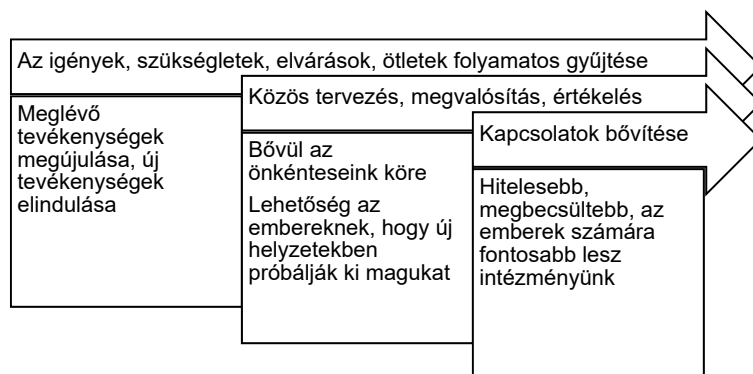 Az igények, szükségletek, elvárások, ötletek folyamatos gyűjtése
Meglévő
tevékenységek
megújulása, új
tevékenységek
elindulása
Közös tervezés, megvalósítás, értékelés
Bővül az
önkénteseink köre
Lehetőség az
embereknek, hogy új
helyzetekben
próbálják ki magukat
Kapcsolatok bővítése
Hitelesebb,
megbecsültebb, az
emberek számára
fontosabb lesz
intézményünk